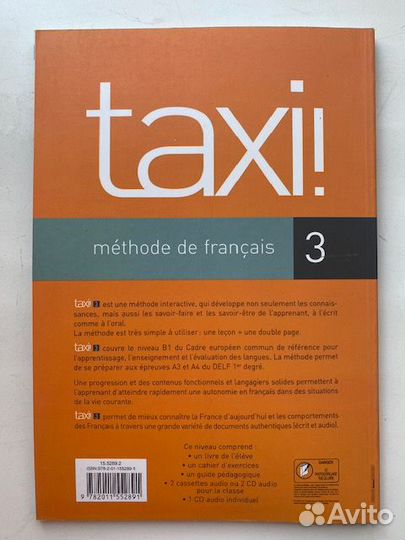 taxi!
méthode de français 3
taxi! 3 est une méthode interactive, qui développe non seulement les connais-
sances, mais aussi les savoir-faire et les savoir-être de l'apprenant, à l'écrit
comme à l'oral.
La méthode est très simple à utiliser : une leçon = une double page.
taxi! 3 couvre le niveau B1 du Cadre européen commun de référence pour
l'apprentissage, l'enseignement et l'évaluation des langues. La méthode permet
de se préparer aux épreuves A3 et A4 du DELF 1er degré.
Une progression et des contenus fonctionnels et langagiers solides permettent à
l'apprenant d'atteindre rapidement une autonomie en français dans des situations
de la vie courante.
taxi! 3 permet de mieux connaître la France d'aujourd'hui et les comportements
des Français à travers une grande variété de documents authentiques (écrit et audio).
Ce niveau comprend :
• un livre de l'élève
• un cahier d'exercices
• un guide pédagogique
• 2 cassettes audio ou 2 CD audio
pour la classe
• 1 CD audio individuel
15.5289.2
ISBN 978-2-01-155289-1
9 782011 552891
DANGER
LE
PHOTOCOPILLAGE
TUE LE LIVRE
Avito